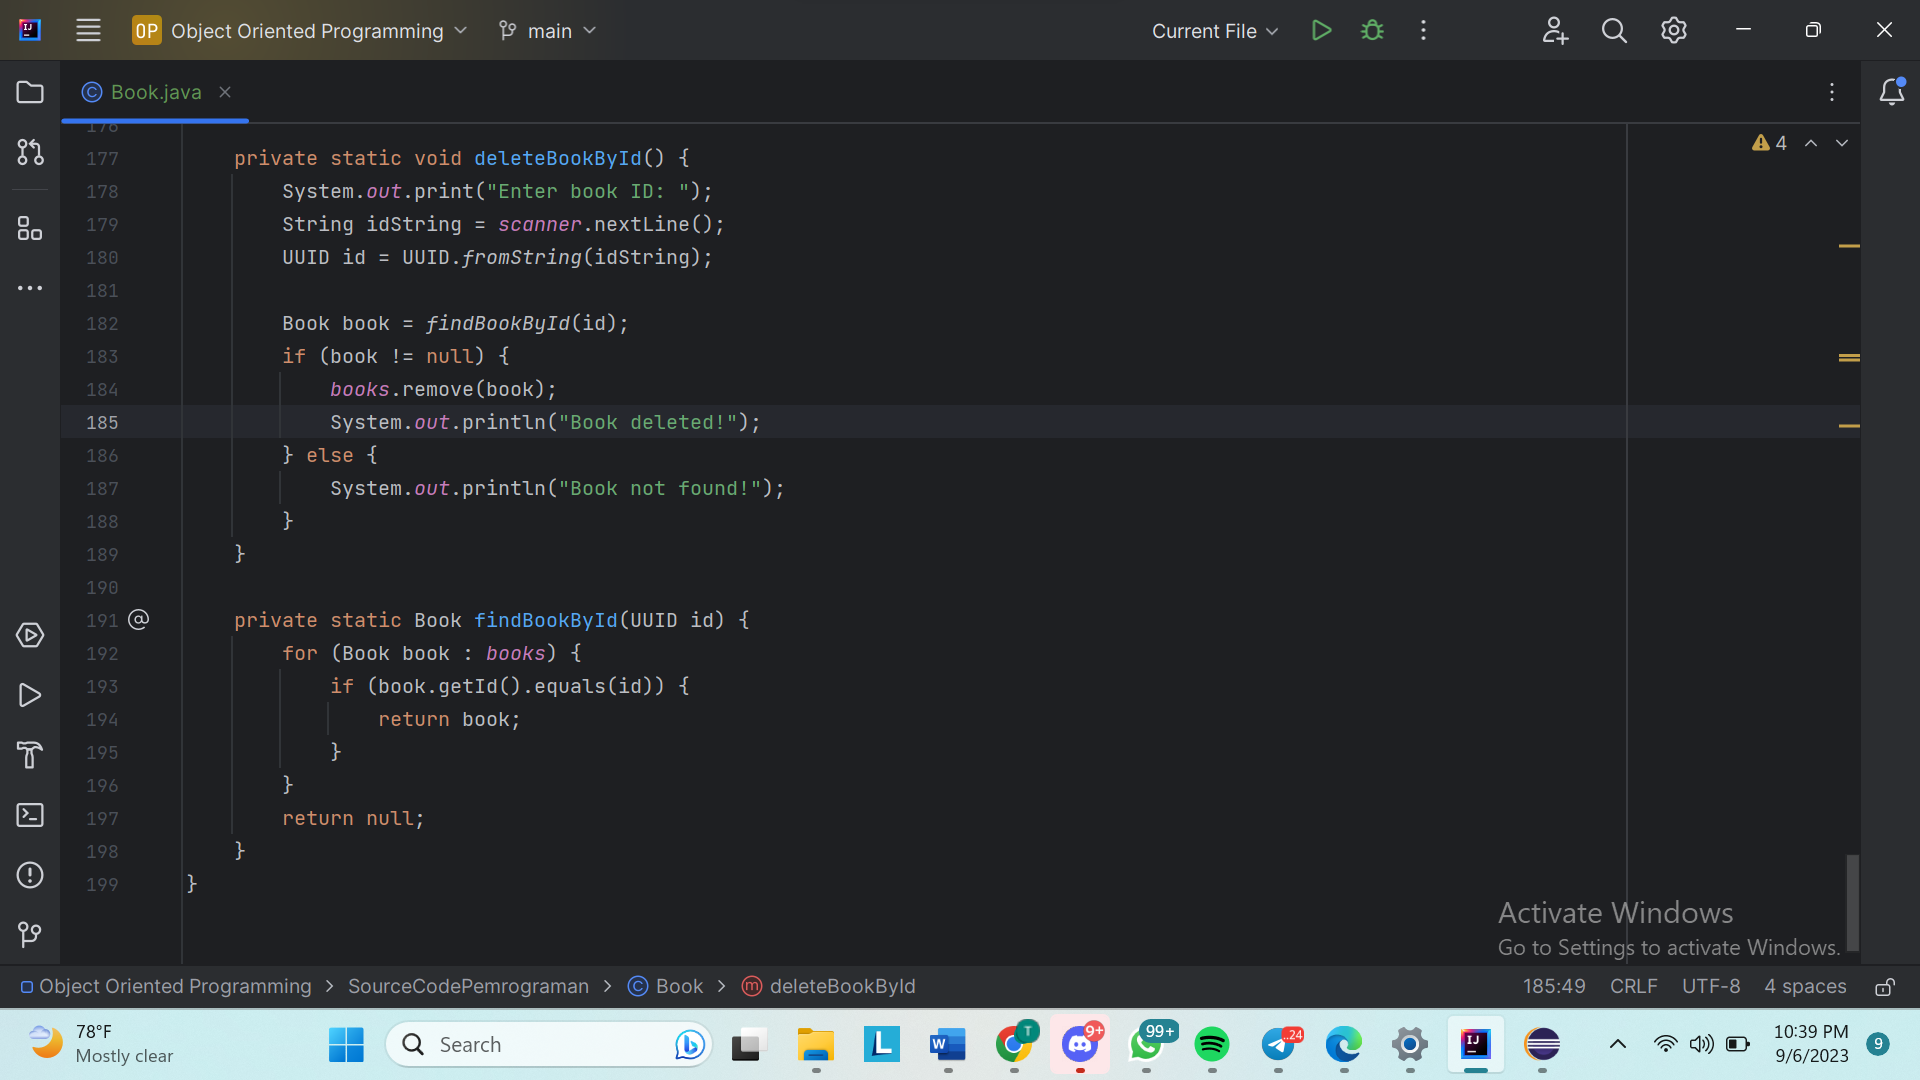 OP Object Oriented Programming main Current File
Book.java
176
4
177 private static void deleteBookById() {
178 System.out.print("Enter book ID: ");
179 String idString = scanner.nextLine();
180 UUID id = UUID.fromString(idString);
181
182 Book book = findBookById(id);
183 if (book != null) {
184 books.remove(book);
185 System.out.println("Book deleted!");
186 } else {
187 System.out.println("Book not found!");
188 }
189 }
190
191 @ private static Book findBookById(UUID id) {
192 for (Book book : books) {
193 if (book.getId().equals(id)) {
194 return book;
195 }
196 }
197 return null;
198 }
199 }
Activate Windows
Go to Settings to activate Windows.
Object Oriented Programming > SourceCodePemrograman > Book > deleteBookById 185:49 CRLF UTF-8 4 spaces
78°F
Mostly clear
Search
T
9+
99+
..24
10:39 PM
9/6/2023
9